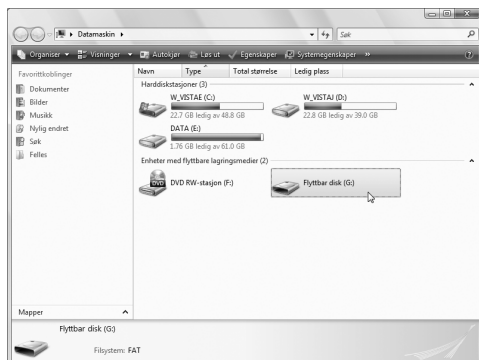 Datamaskin
Søk
Organiser Visninger Autokjør Løs ut Egenskaper Systemegenskaper »
Favorittkoblinger
Dokumenter
Bilder
Musikk
Nylig endret
Søk
Felles
Mapper
Navn Type Total størrelse Ledig plass
Harddiskstasjoner (3)
W_VISTAE (C:)
22.7 GB ledig av 48.8 GB
W_VISTAJ (D:)
22.8 GB ledig av 39.0 GB
DATA (E:)
1.76 GB ledig av 61.0 GB
Enheter med flyttbare lagringsmedier (2)
DVD
DVD RW-stasjon (F:)
Flyttbar disk (G:)
Flyttbar disk (G:)
Filsystem: FAT